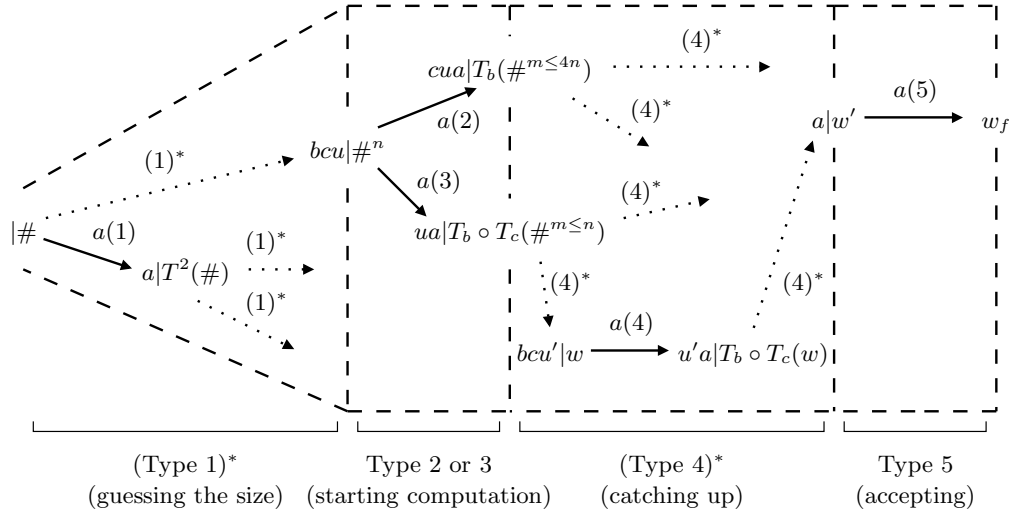 (4)*
cua|T_b(#^{m≤4n})
(4)*
a(2)
a|w'
a(5)
w_f
bcu|#^n
(1)*
a(3)
(4)*
|#
a(1)
ua|T_b ∘ T_c(#^{m≤n})
(1)*
a|T^2(#)
(1)*
(4)*
(4)*
a(4)
bcu'|w
u'a|T_b ∘ T_c(w)
(Type 1)*
(guessing the size)
Type 2 or 3
(starting computation)
(Type 4)*
(catching up)
Type 5
(accepting)